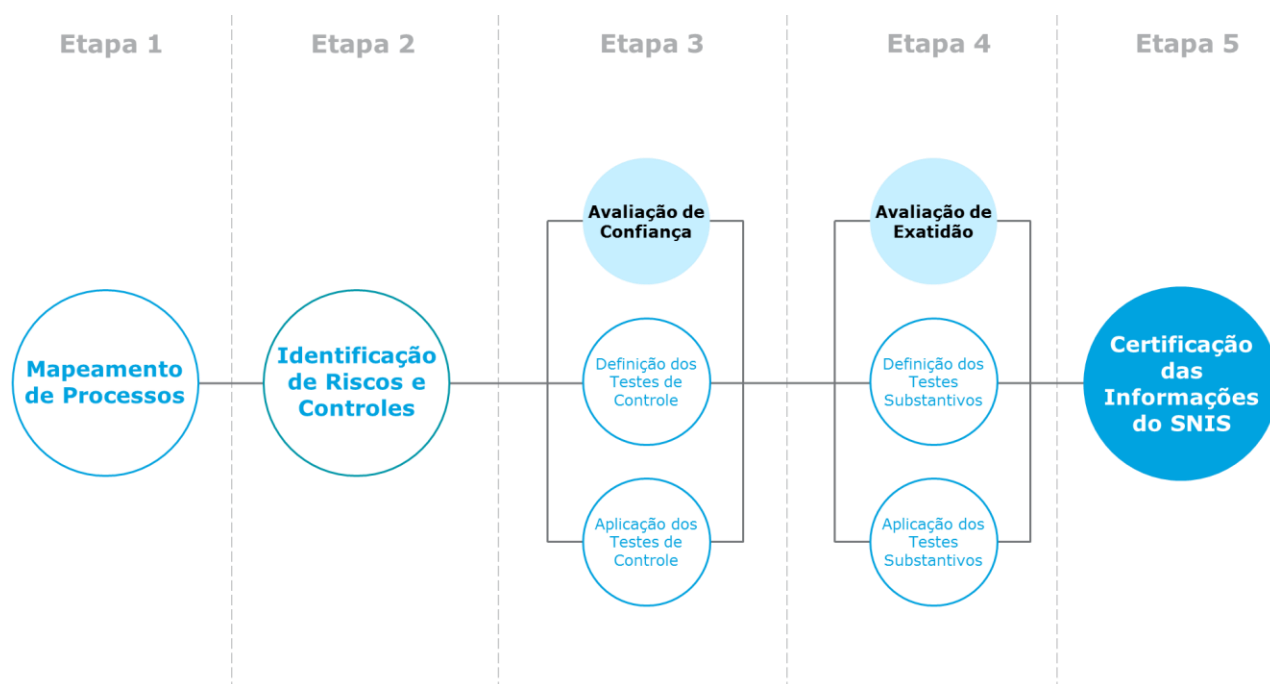 Etapa 1
Etapa 2
Etapa 3
Etapa 4
Etapa 5
Mapeamento
de Processos
Identificação
de Riscos e
Controles
Avaliação de
Confiança
Definição dos
Testes de
Controle
Aplicação dos
Testes de
Controle
Avaliação de
Exatidão
Definição dos
Testes
Substantivos
Aplicação dos
Testes
Substantivos
Certificação
das
Informações
do SNIS